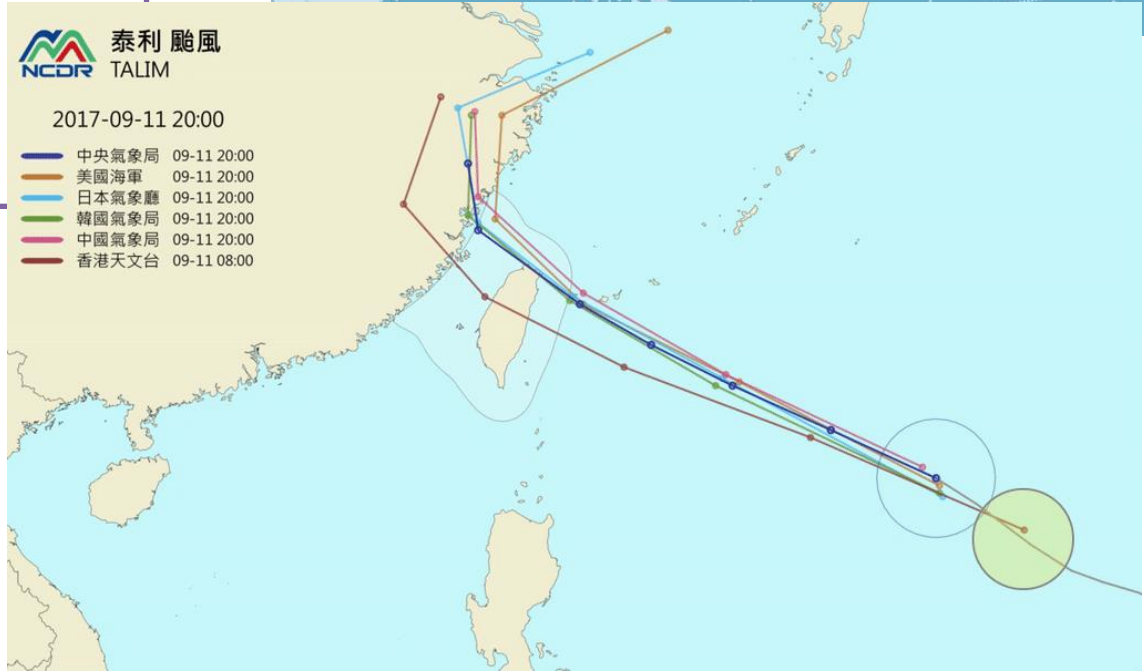 NCDR
泰利 颱風
TALIM
2017-09-11 20:00
中央氣象局 09-11 20:00
美國海軍 09-11 20:00
日本氣象廳 09-11 20:00
韓國氣象局 09-11 20:00
中國氣象局 09-11 20:00
香港天文台 09-11 08:00